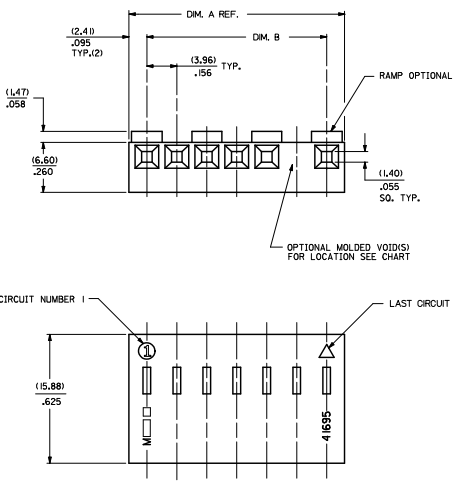 DIM. A REF.
(2.41)
.095
TYP.(2)
DIM. B
(3.96)
.156
TYP.
RAMP OPTIONAL
(1.47)
.058
(6.60)
.260
(1.40)
.055
SQ. TYP.
OPTIONAL MOLDED VOID(S)
FOR LOCATION SEE CHART
CIRCUIT NUMBER 1
LAST CIRCUIT
1
(15.88)
.625
M
41695